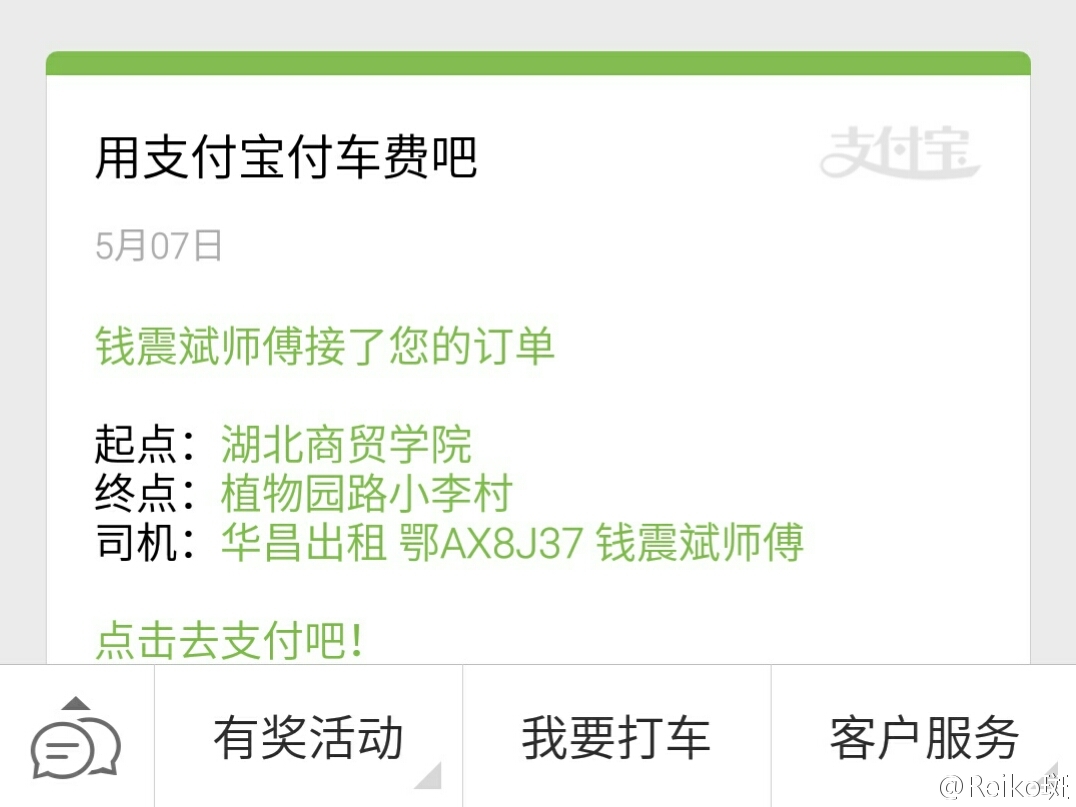 用支付宝付车费吧
支付宝
5月07日
钱震斌师傅接了您的订单
起点：湖北商贸学院
终点：植物园路小李村
司机：华昌出租 鄂AX8J37 钱震斌师傅
点击去支付吧！
有奖活动
我要打车
客户服务
@Reiko斑